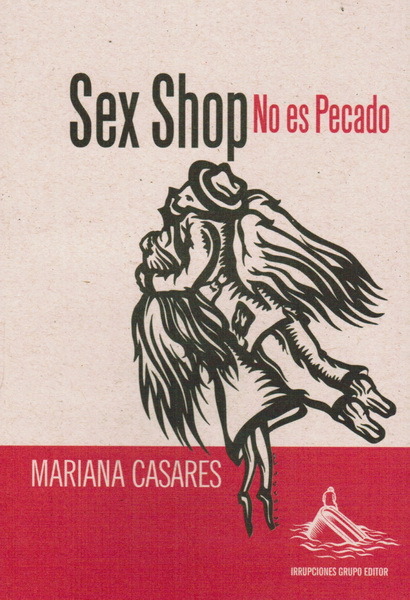 Sex Shop No es Pecado
MARIANA CASARES
IRRUPCIONES GRUPO EDITOR